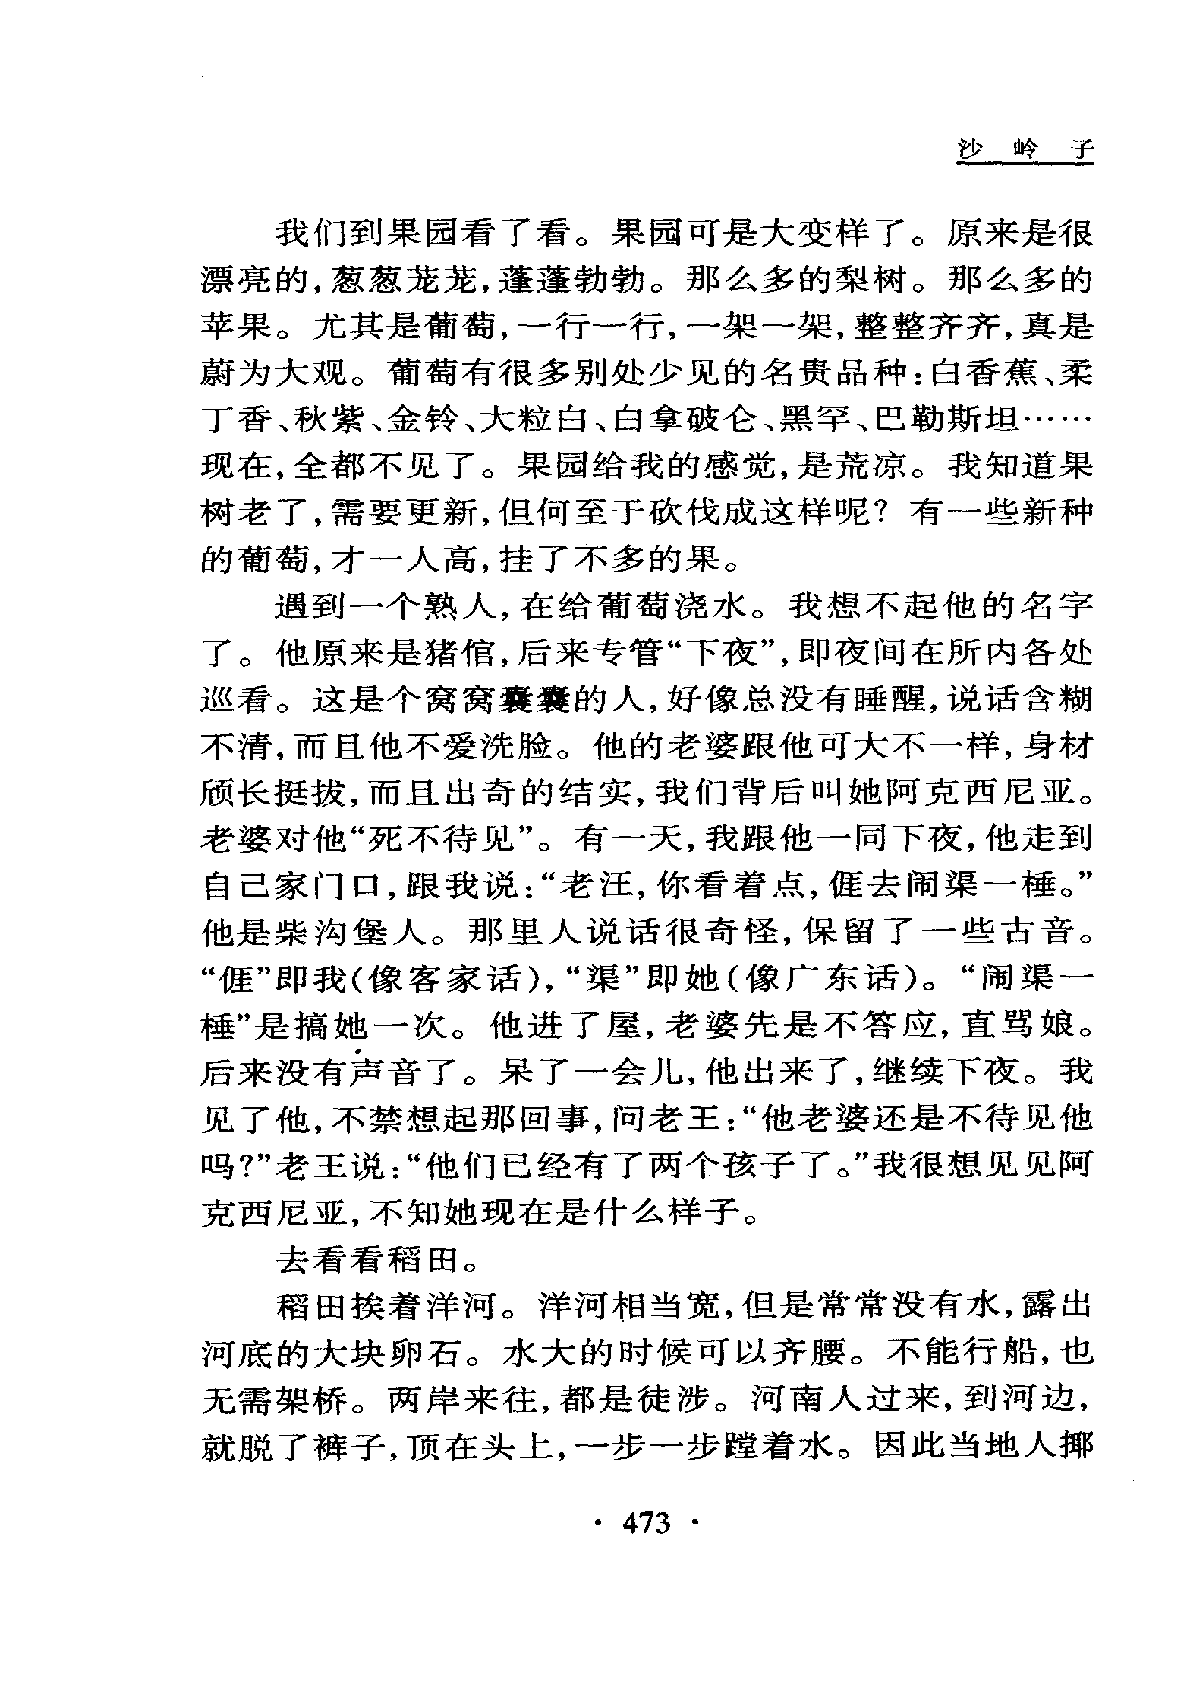 沙岭子
我们到果园看了看。果园可是大变样了。原来是很
漂亮的,葱葱茏茏,蓬蓬勃勃。那么多的梨树。那么多的
苹果。尤其是葡萄,一行一行,一架一架,整整齐齐,真是
蔚为大观。葡萄有很多别处少见的名贵品种:白香蕉、柔
丁香、秋紫、金铃、大粒白、白拿破仑、黑罕、巴勒斯坦……
现在,全都不见了。果园给我的感觉,是荒凉。我知道果
树老了,需要更新,但何至于砍伐成这样呢?有一些新种
的葡萄,才一人高,挂了不多的果。
遇到一个熟人,在给葡萄浇水。我想不起他的名字
了。他原来是猪倌,后来专管“下夜”,即夜间在所内各处
巡看。这是个窝窝囊囊的人,好像总没有睡醒,说话含糊
不清,而且他不爱洗脸。他的老婆跟他可大不一样,身材
颀长挺拔,而且出奇的结实,我们背后叫她阿克西尼亚。
老婆对他“死不待见”。有一天,我跟他一同下夜,他走到
自己家门口,跟我说:“老汪,你看着点,偓去闹渠一棰。”
他是柴沟堡人。那里人说话很奇怪,保留了一些古音。
“偓”即我(像客家话),“渠”即她(像广东话)。“闹渠一
棰”是搞她一次。他进了屋,老婆先是不答应,直骂娘。
后来没有声音了。呆了一会儿,他出来了,继续下夜。我
见了他,不禁想起那回事,问老王:“他老婆还是不待见他
吗?”老王说:“他们已经有了两个孩子了。”我很想见见阿
克西尼亚,不知她现在是什么样子。
去看看稻田。
稻田挨着洋河。洋河相当宽,但是常常没有水,露出
河底的大块卵石。水大的时候可以齐腰。不能行船,也
无需架桥。两岸来往,都是徒涉。河南人过来,到河边,
就脱了裤子,顶在头上,一步一步蹚着水。因此当地人揶
· 473 ·